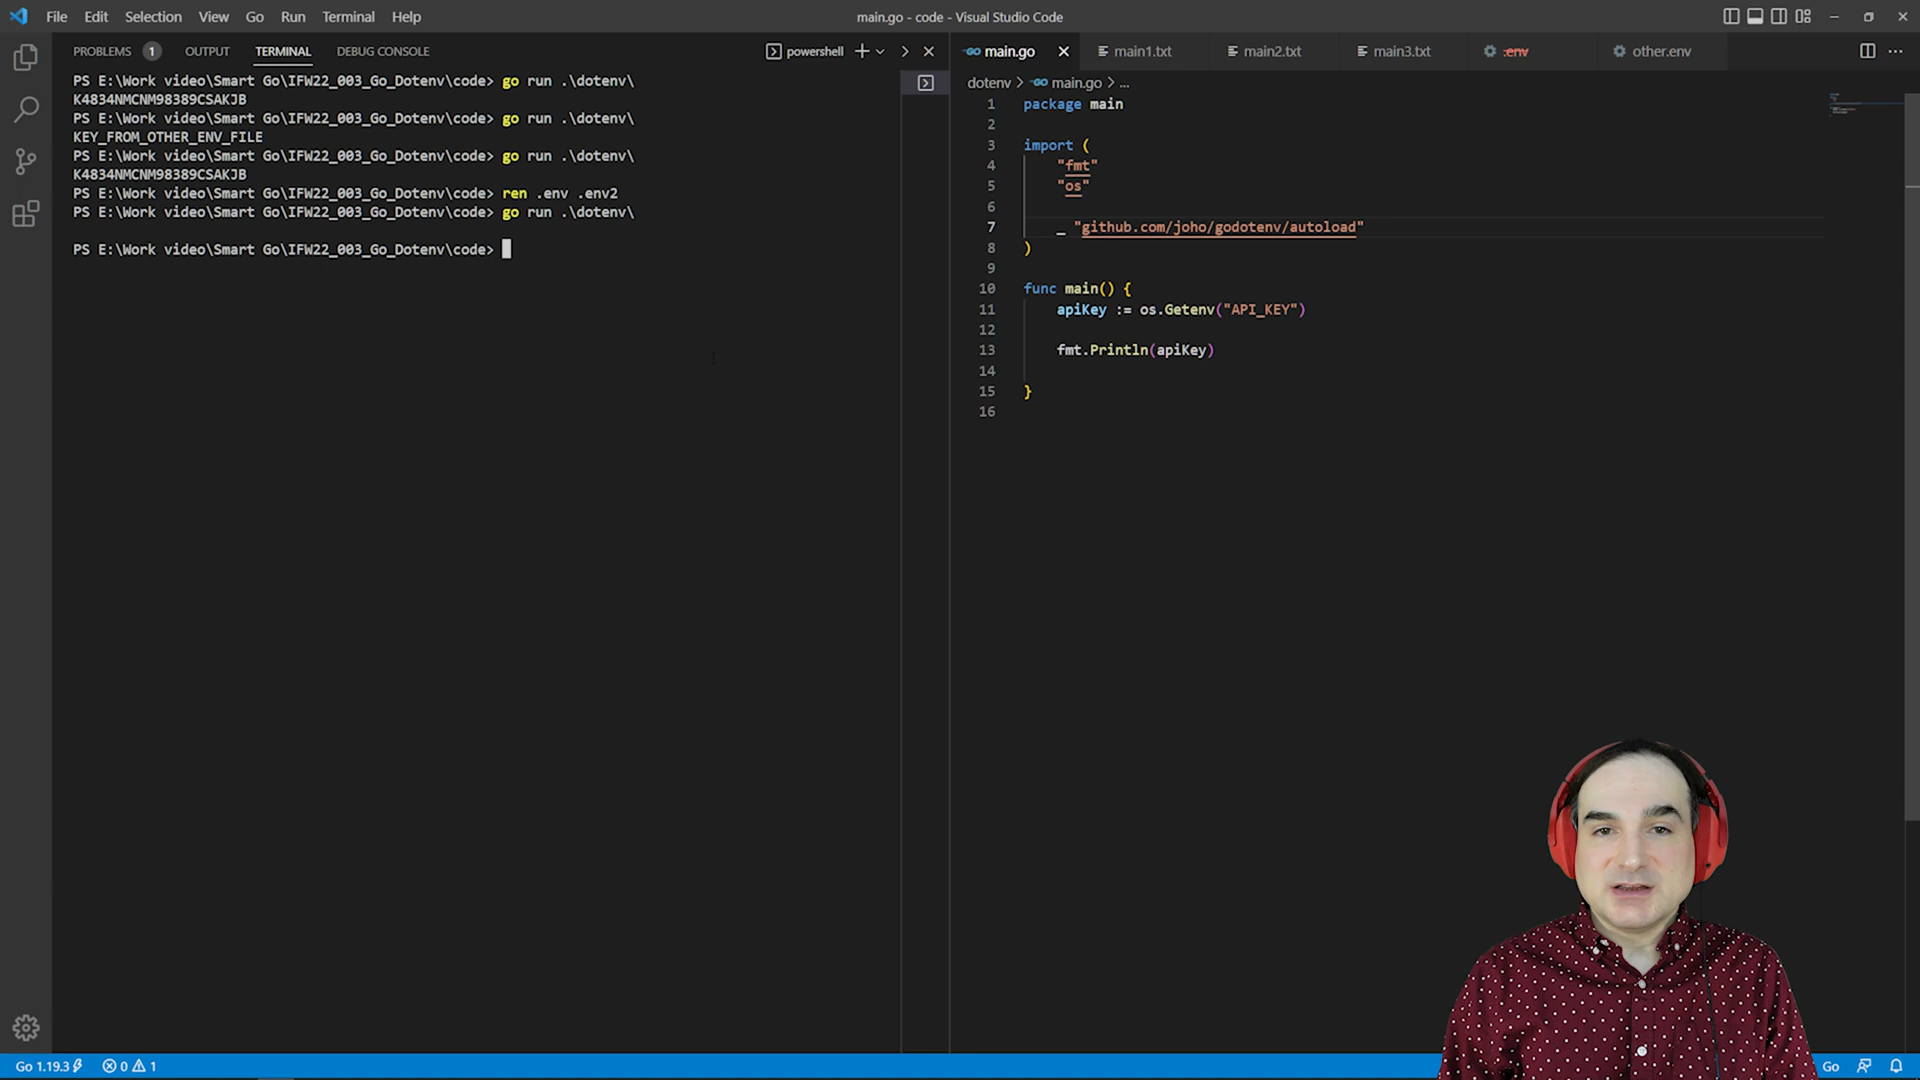 File Edit Selection View Go Run Terminal Help
main.go - code - Visual Studio Code
PROBLEMS 1 OUTPUT TERMINAL DEBUG CONSOLE
powershell
PS E:\Work video\Smart Go\IFW22_003_Go_Dotenv\code> go run .\dotenv\
K4834NMCNM98389CSAKJB
PS E:\Work video\Smart Go\IFW22_003_Go_Dotenv\code> go run .\dotenv\
KEY_FROM_OTHER_ENV_FILE
PS E:\Work video\Smart Go\IFW22_003_Go_Dotenv\code> go run .\dotenv\
K4834NMCNM98389CSAKJB
PS E:\Work video\Smart Go\IFW22_003_Go_Dotenv\code> ren .env .env2
PS E:\Work video\Smart Go\IFW22_003_Go_Dotenv\code> go run .\dotenv\
PS E:\Work video\Smart Go\IFW22_003_Go_Dotenv\code>
GO main.go main1.txt main2.txt main3.txt .env other.env
dotenv > GO main.go > ...
1 package main
2
3 import (
4 "fmt"
5 "os"
6
7 _ "github.com/joho/godotenv/autoload"
8 )
9
10 func main() {
11 apiKey := os.Getenv("API_KEY")
12
13 fmt.Println(apiKey)
14
15 }
16
Go 1.19.3 0 1
Go